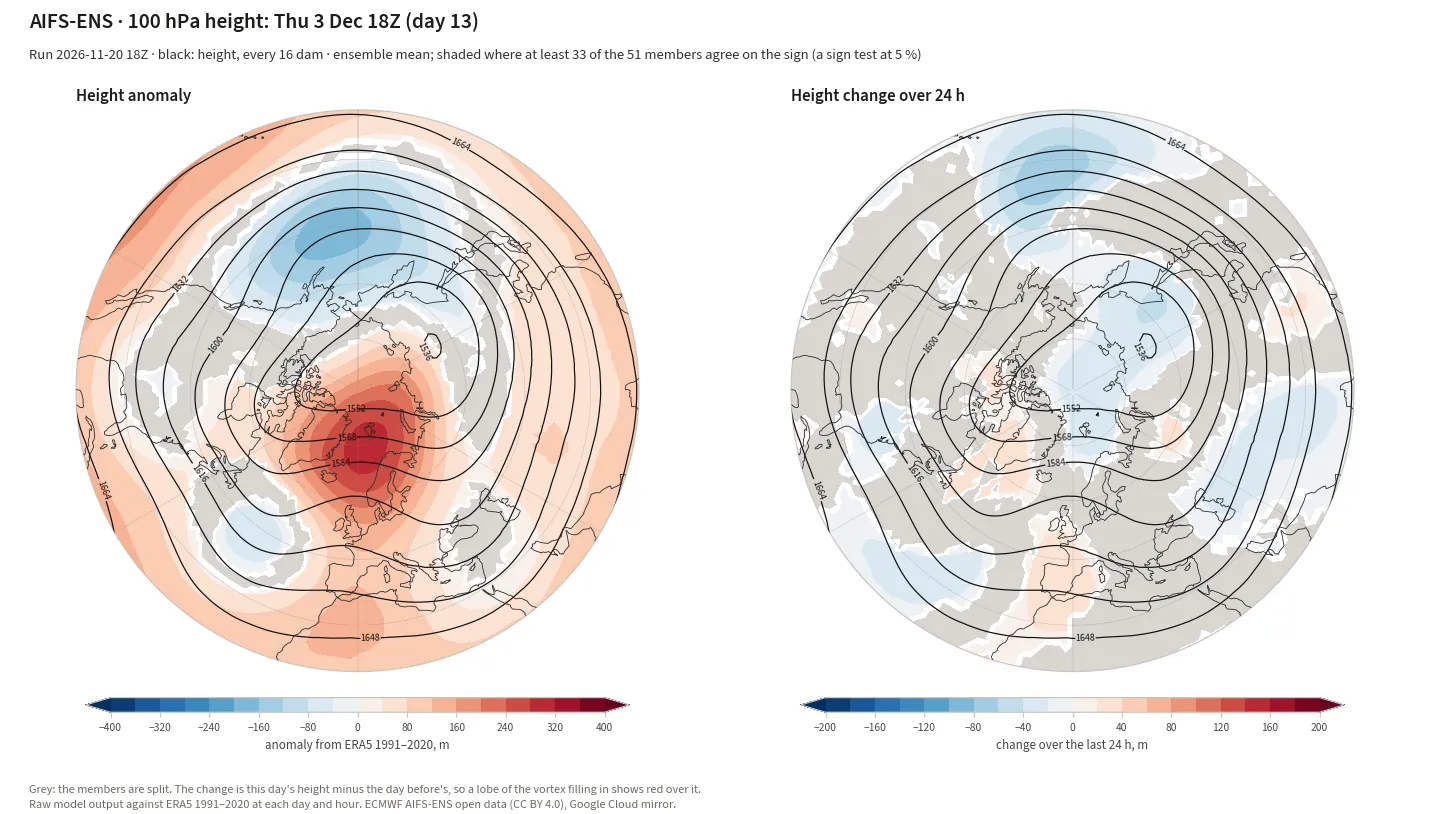 AIFS-ENS · 100 hPa height: Thu 3 Dec 18Z (day 13)
Run 2026-11-20 18Z · black: height, every 16 dam · ensemble mean; shaded where at least 33 of the 51 members agree on the sign (a sign test at 5 %)
Height anomaly
Height change over 24 h
1664
1632
1600
1536
1552
1568
1584
1616
1664
1648
1664
1632
1600
1536
1552
1568
1584
1616
1664
1648
−400 −320 −240 −160 −80 0 80 160 240 320 400
anomaly from ERA5 1991–2020, m
−200 −160 −120 −80 −40 0 40 80 120 160 200
change over the last 24 h, m
Grey: the members are split. The change is this day's height minus the day before's, so a lobe of the vortex filling in shows red over it.
Raw model output against ERA5 1991–2020 at each day and hour. ECMWF AIFS-ENS open data (CC BY 4.0), Google Cloud mirror.